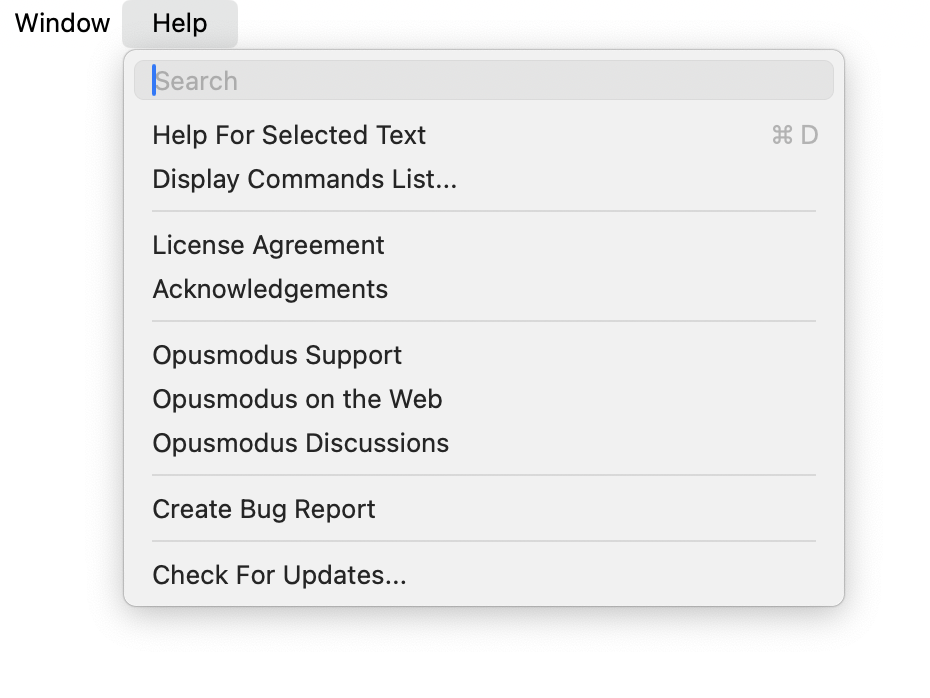 Window Help
Search
Help For Selected Text ⌘ D
Display Commands List...
License Agreement
Acknowledgements
Opusmodus Support
Opusmodus on the Web
Opusmodus Discussions
Create Bug Report
Check For Updates...